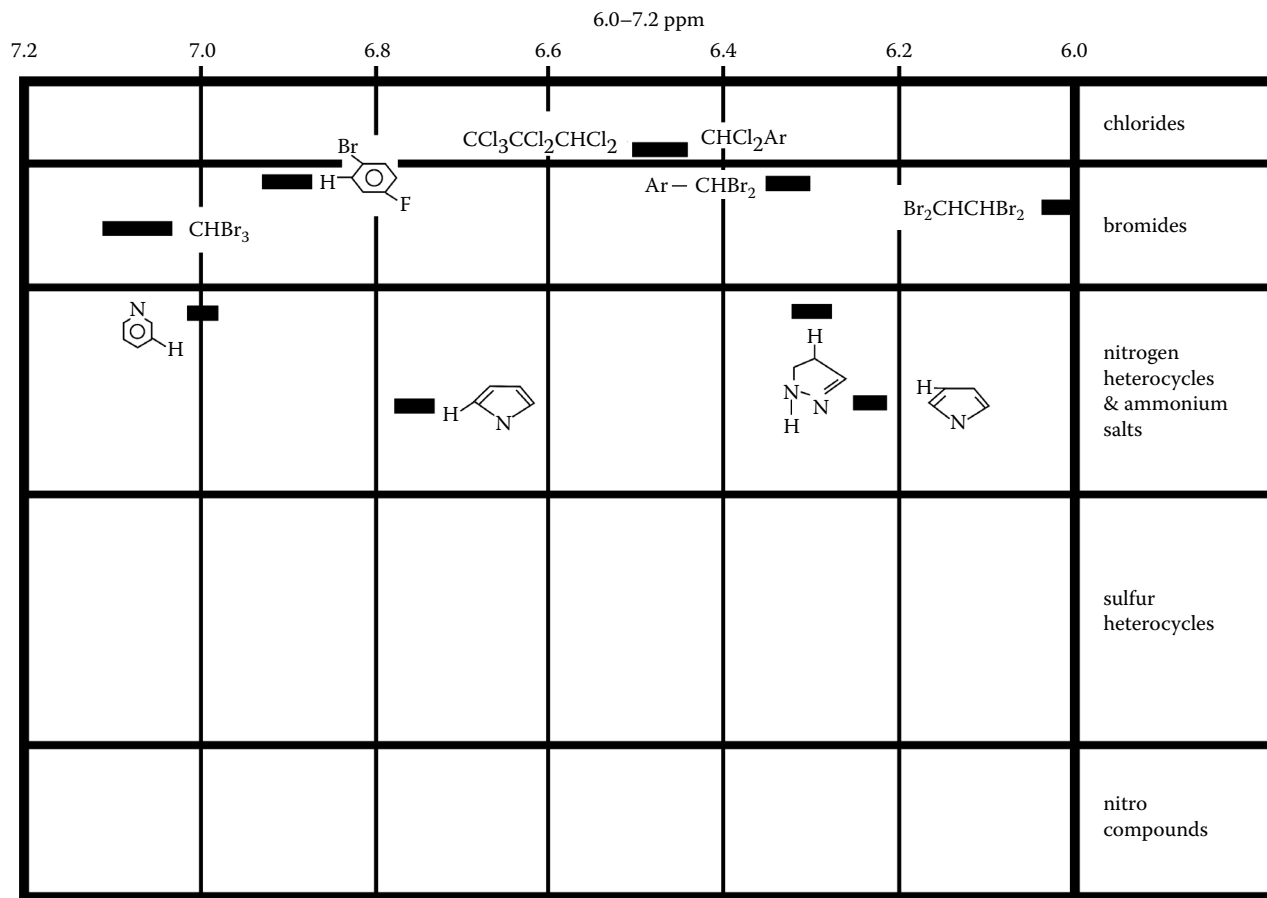 6.0–7.2 ppm
7.2 7.0 6.8 6.6 6.4 6.2 6.0
CCl₃CCl₂CHCl₂ CHCl₂Ar
chlorides
Br
H
F
Ar — CHBr₂
Br₂CHCHBr₂
CHBr₃
bromides
N
H
H
N
H
N
N
H
H
N
nitrogen
heterocycles
& ammonium
salts
sulfur
heterocycles
nitro
compounds